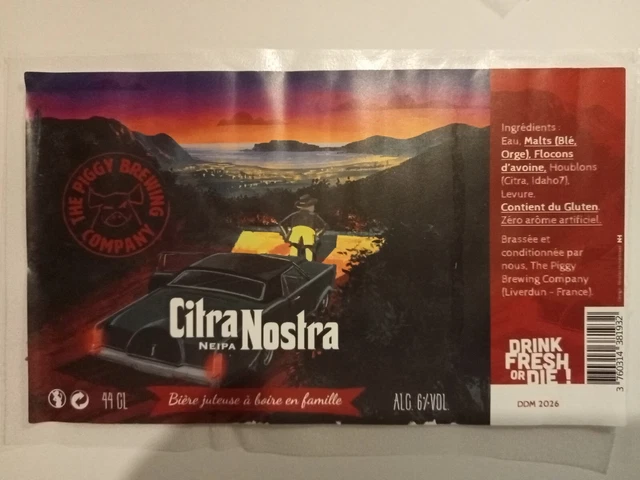 THE PIGGY BREWING COMPANY
Citra Nostra
NEIPA
44 CL
Bière juteuse à boire en famille
ALC. 6%VOL.
Ingrédients :
Eau, Malts (Blé,
Orge), Flocons
d'avoine, Houblons
(Citra, Idaho7),
Levure.
Contient du Gluten.
Zéro arôme artificiel.
Brassée et
conditionnée par
nous, The Piggy
Brewing Company
(Liverdun - France).
DRINK
FRESH
OR DIE !
DDM 2026
3 760314 381932